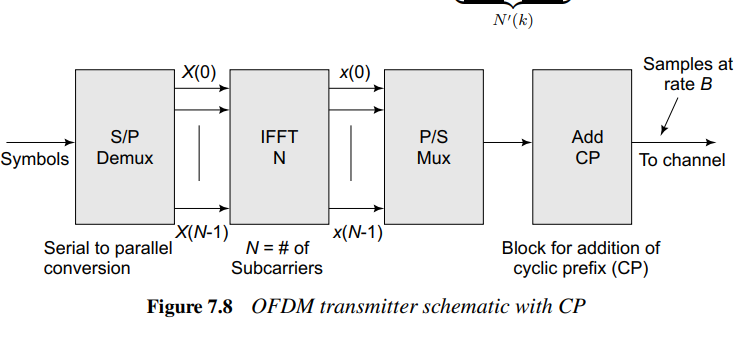 N′(k)
Samples at
rate B
X(0)
x(0)
S/P
Demux
IFFT
N
P/S
Mux
Add
CP
Symbols
To channel
X(N-1)
x(N-1)
Serial to parallel
conversion
N = # of
Subcarriers
Block for addition of
cyclic prefix (CP)
Figure 7.8 OFDM transmitter schematic with CP